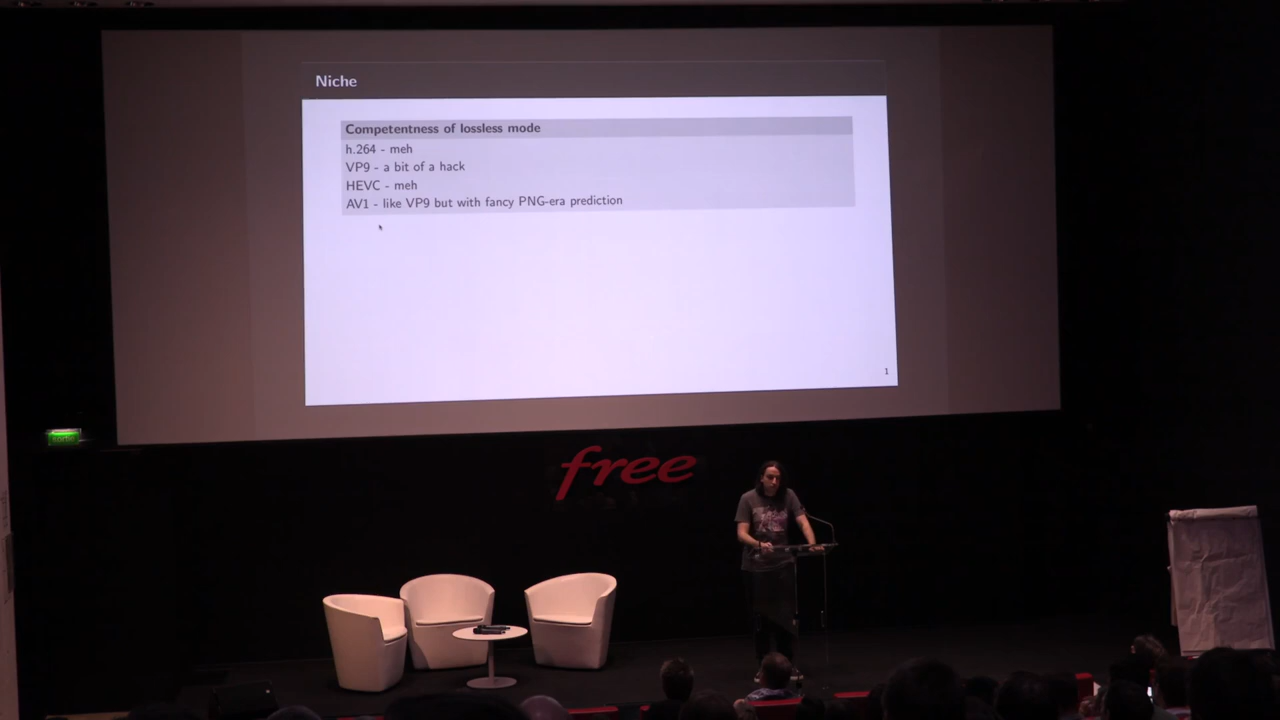 Niche
Competentness of lossless mode
h.264 - meh
VP9 - a bit of a hack
HEVC - meh
AV1 - like VP9 but with fancy PNG-era prediction
1
sortie
free